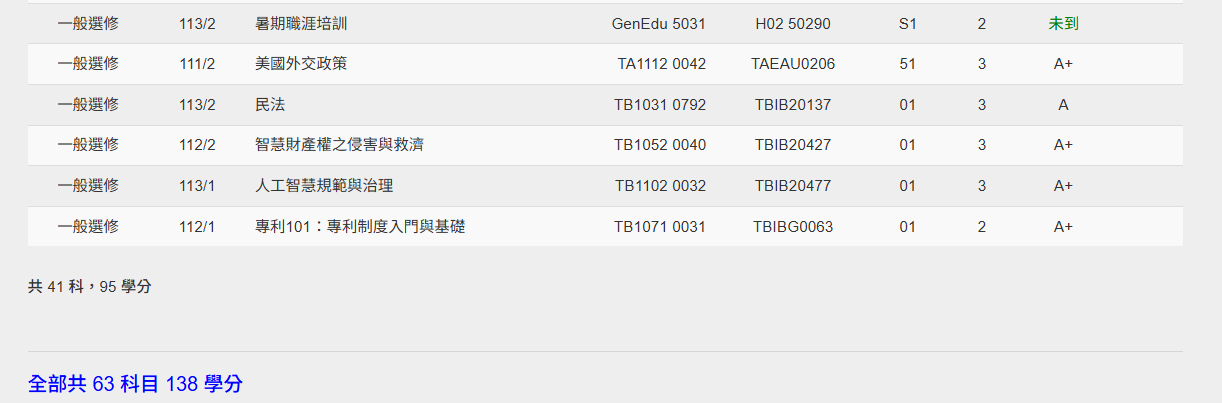 一般選修 113/2 暑期職涯培訓 GenEdu 5031 H02 50290 S1 2 未到
一般選修 111/2 美國外交政策 TA1112 0042 TAEAU0206 51 3 A+
一般選修 113/2 民法 TB1031 0792 TBIB20137 01 3 A
一般選修 112/2 智慧財產權之侵害與救濟 TB1052 0040 TBIB20427 01 3 A+
一般選修 113/1 人工智慧規範與治理 TB1102 0032 TBIB20477 01 3 A+
一般選修 112/1 專利101：專利制度入門與基礎 TB1071 0031 TBIBG0063 01 2 A+
共 41 科，95 學分
全部共 63 科目 138 學分